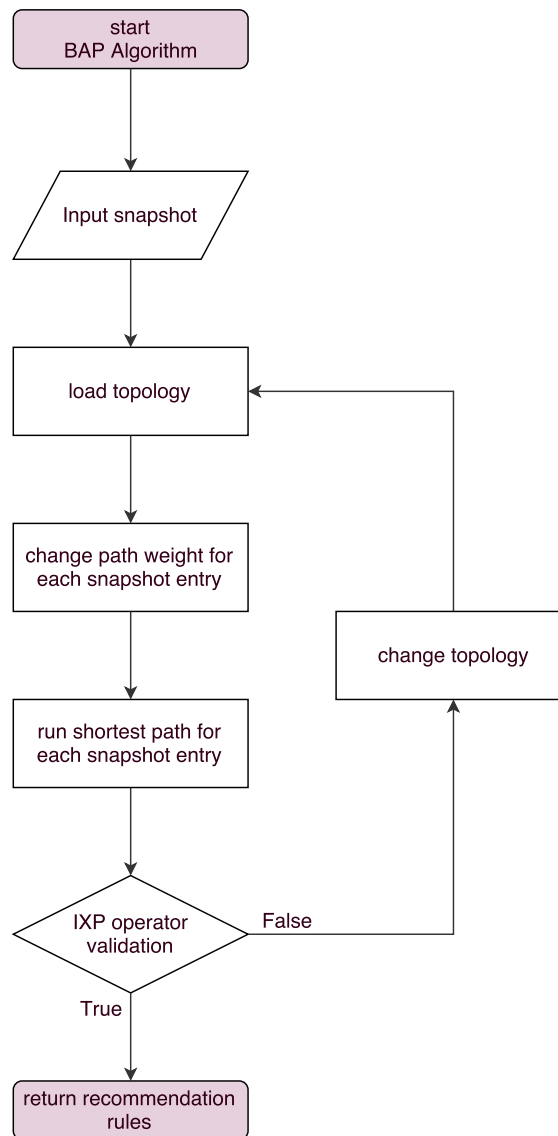 start
BAP Algorithm
Input snapshot
load topology
change path weight for
each snapshot entry
change topology
run shortest path for
each snapshot entry
IXP operator
validation
False
True
return recommendation
rules